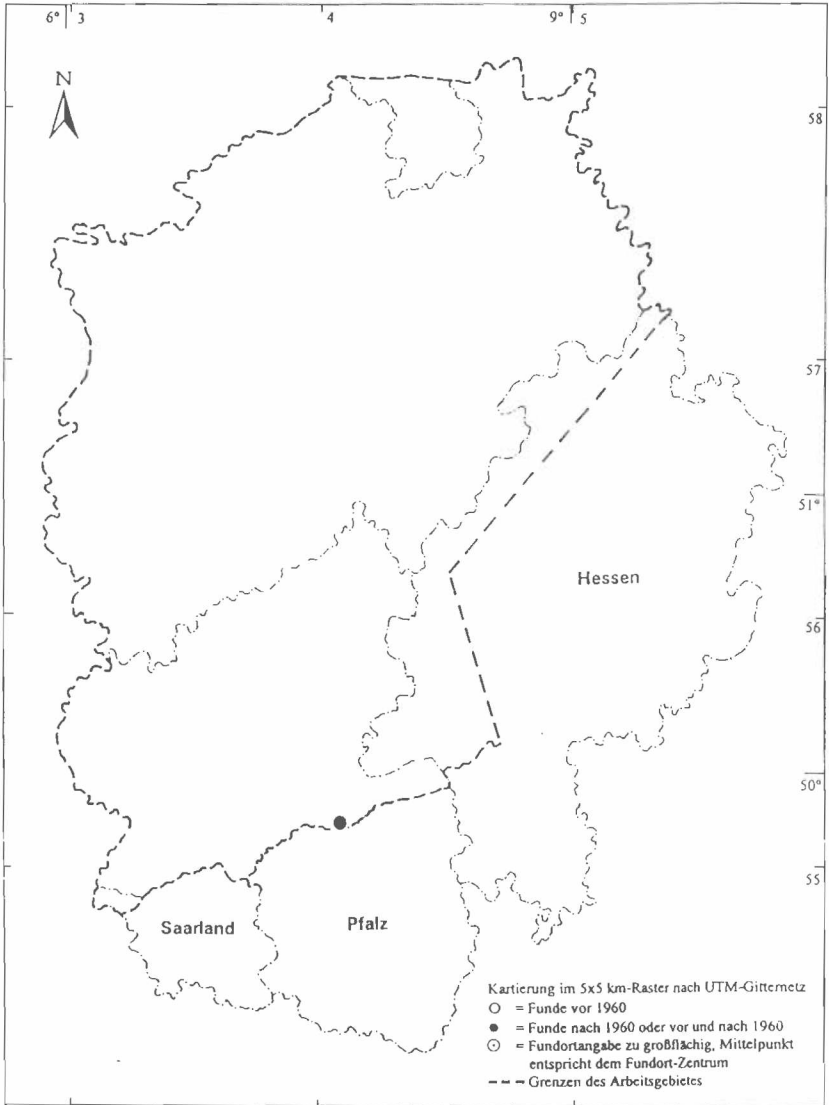 6° 3 4 9° 5
N
58
57
51°
Hessen
56
50°
55
Saarland Pfalz
Kartierung im 5x5 km-Raster nach UTM-Gitternetz
○ = Funde vor 1960
● = Funde nach 1960 oder vor und nach 1960
⊙ = Fundortangabe zu großflächig, Mittelpunkt
entspricht dem Fundort-Zentrum
--- Grenzen des Arbeitsgebietes